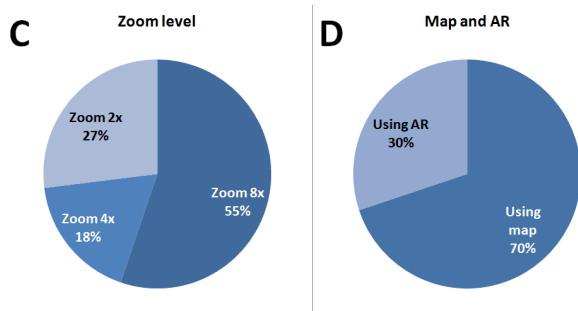 C
Zoom level
Zoom 2x
27%
Zoom 8x
55%
Zoom 4x
18%
D
Map and AR
Using AR
30%
Using
map
70%